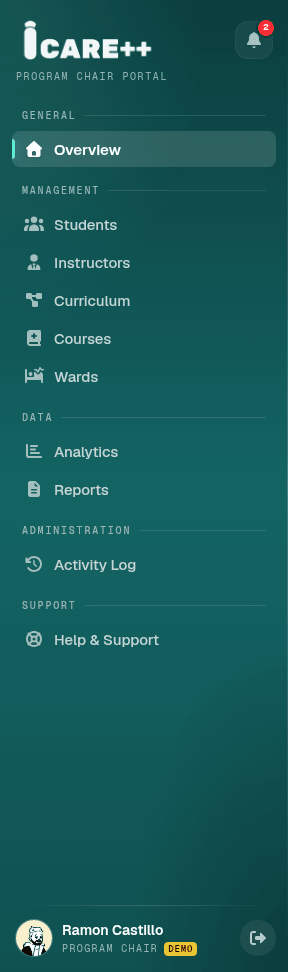 iCARE++
2
PROGRAM CHAIR PORTAL
GENERAL
Overview
MANAGEMENT
Students
Instructors
Curriculum
Courses
Wards
DATA
Analytics
Reports
ADMINISTRATION
Activity Log
SUPPORT
Help & Support
Ramon Castillo
PROGRAM CHAIR DEMO